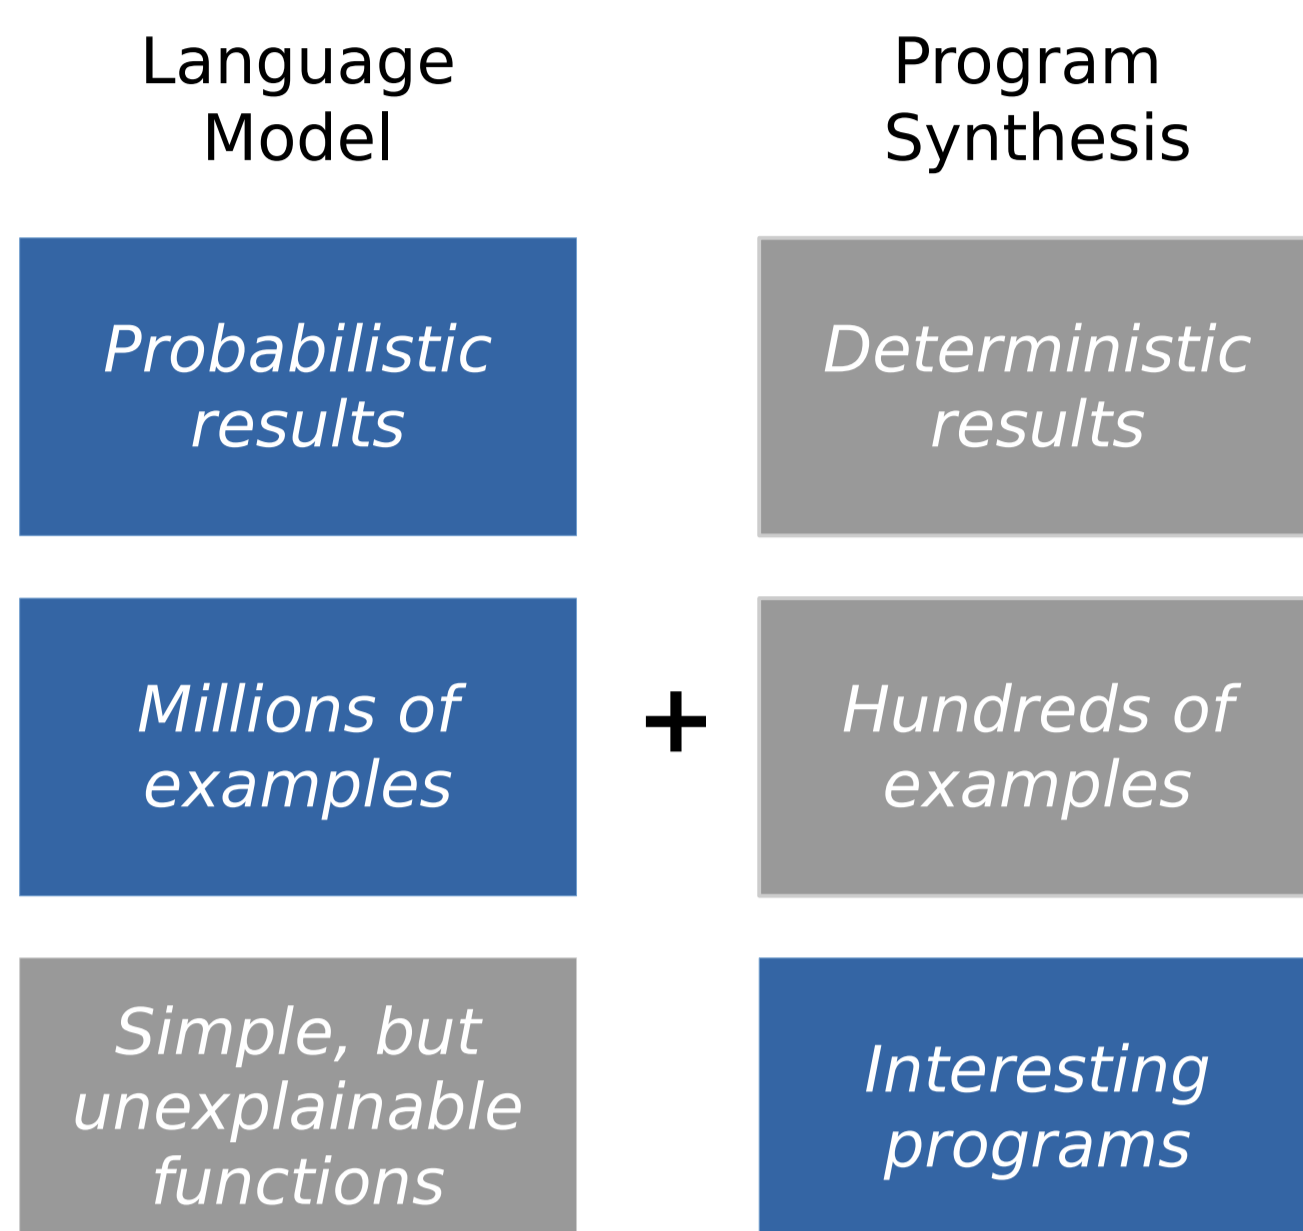 Language
Model
Program
Synthesis
Probabilistic
results
Deterministic
results
Millions of
examples
+
Hundreds of
examples
Simple, but
unexplainable
functions
Interesting
programs